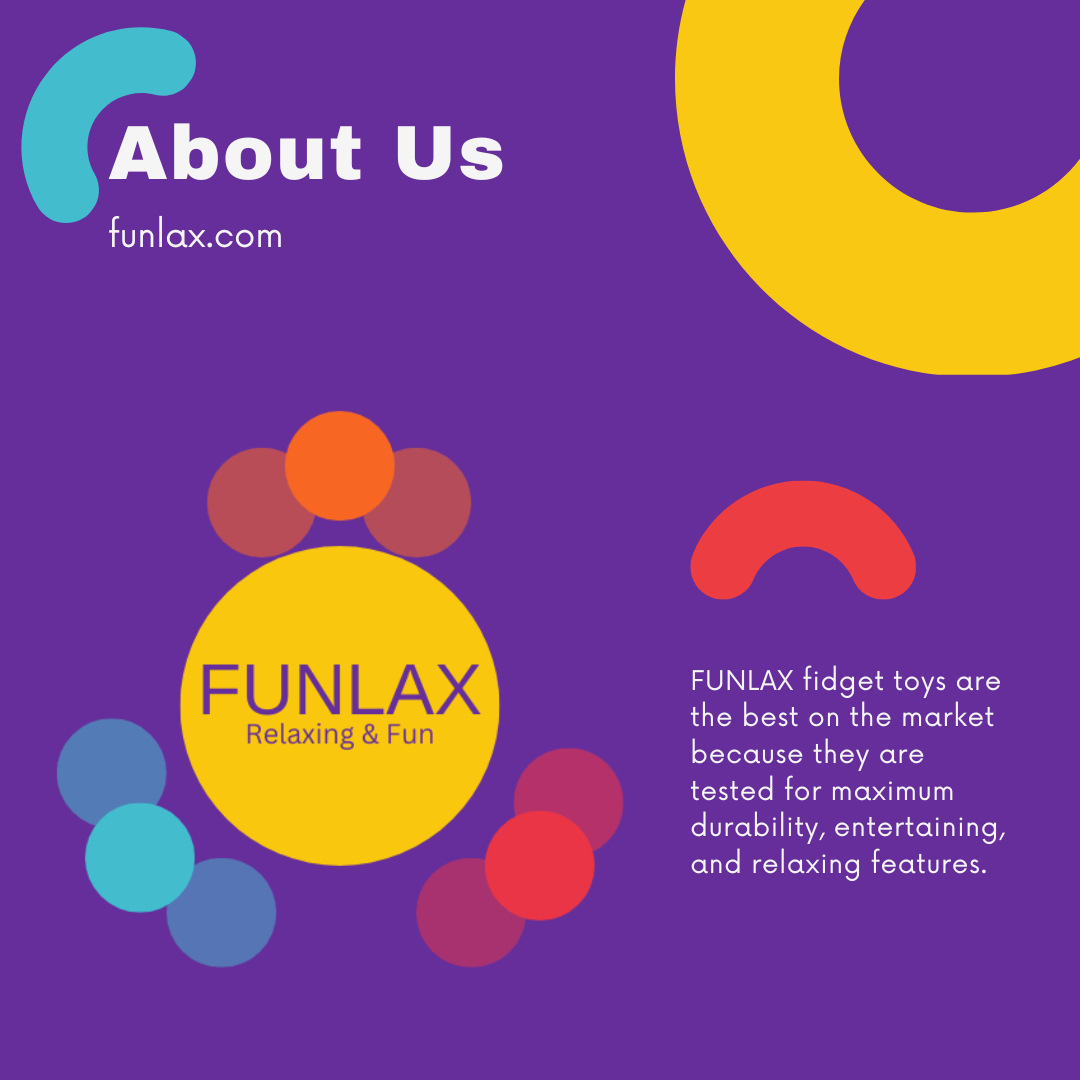 About Us
funlax.com
FUNLAX
Relaxing & Fun
FUNLAX fidget toys are
the best on the market
because they are
tested for maximum
durability, entertaining,
and relaxing features.